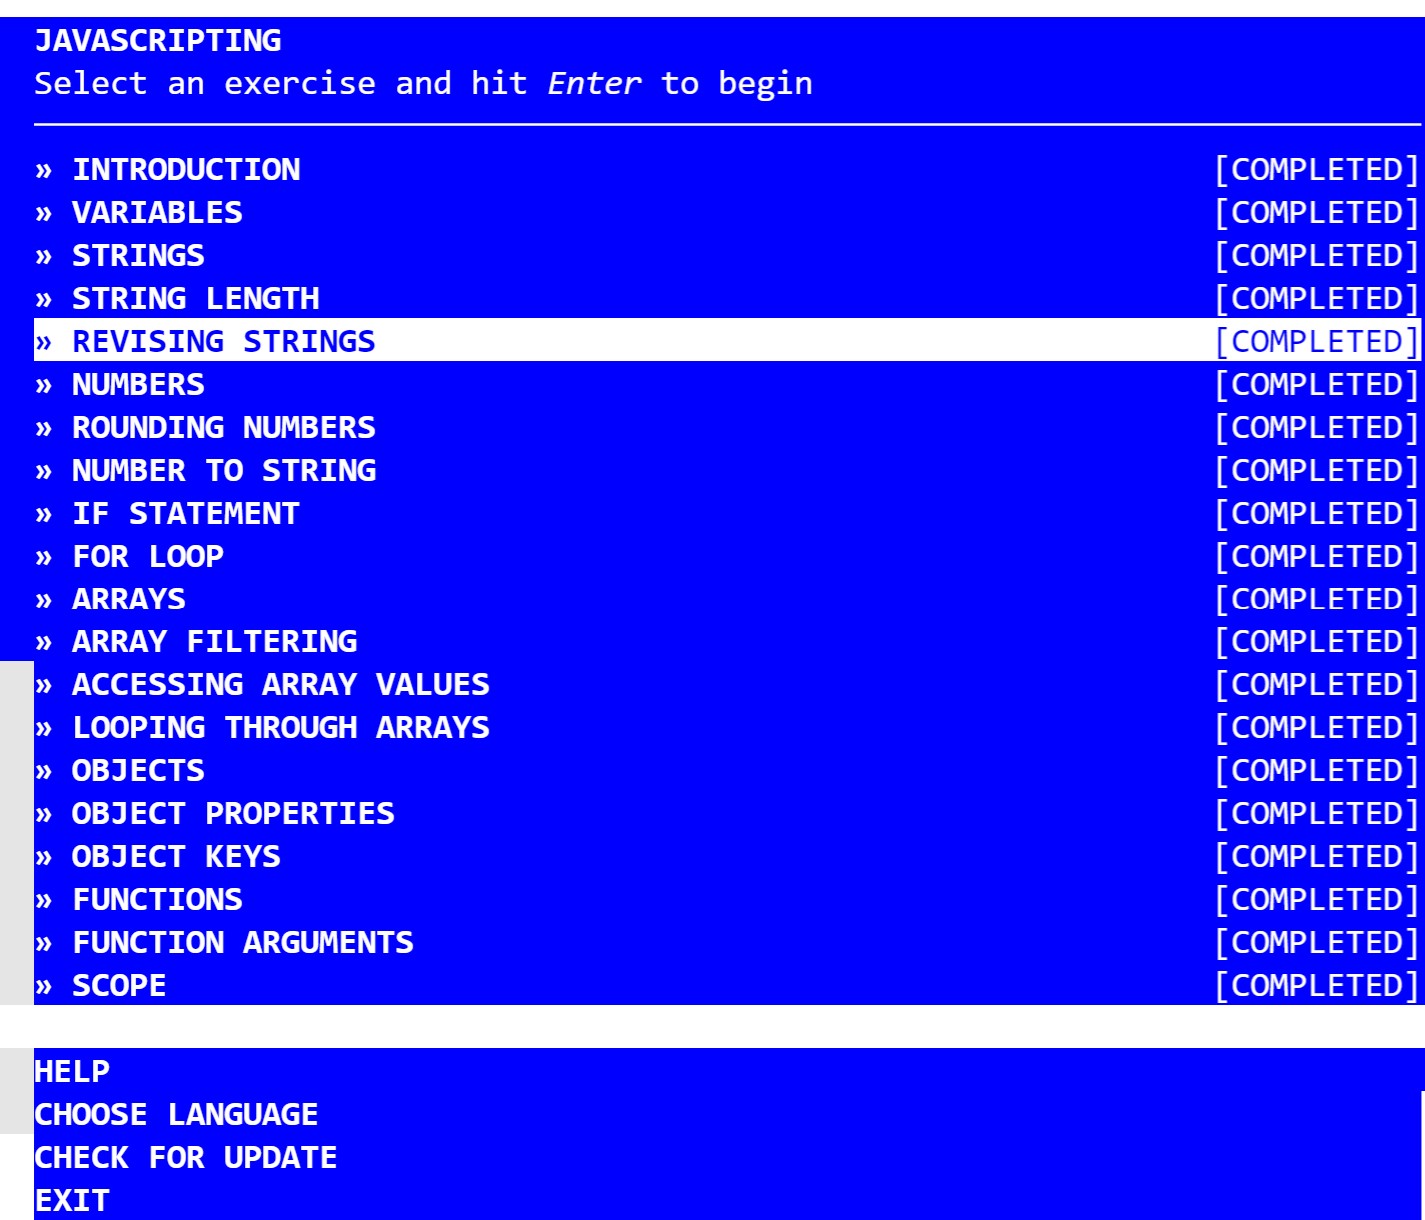 JAVASCRIPTING
Select an exercise and hit Enter to begin
» INTRODUCTION [COMPLETED]
» VARIABLES [COMPLETED]
» STRINGS [COMPLETED]
» STRING LENGTH [COMPLETED]
» REVISING STRINGS [COMPLETED]
» NUMBERS [COMPLETED]
» ROUNDING NUMBERS [COMPLETED]
» NUMBER TO STRING [COMPLETED]
» IF STATEMENT [COMPLETED]
» FOR LOOP [COMPLETED]
» ARRAYS [COMPLETED]
» ARRAY FILTERING [COMPLETED]
» ACCESSING ARRAY VALUES [COMPLETED]
» LOOPING THROUGH ARRAYS [COMPLETED]
» OBJECTS [COMPLETED]
» OBJECT PROPERTIES [COMPLETED]
» OBJECT KEYS [COMPLETED]
» FUNCTIONS [COMPLETED]
» FUNCTION ARGUMENTS [COMPLETED]
» SCOPE [COMPLETED]
HELP
CHOOSE LANGUAGE
CHECK FOR UPDATE
EXIT